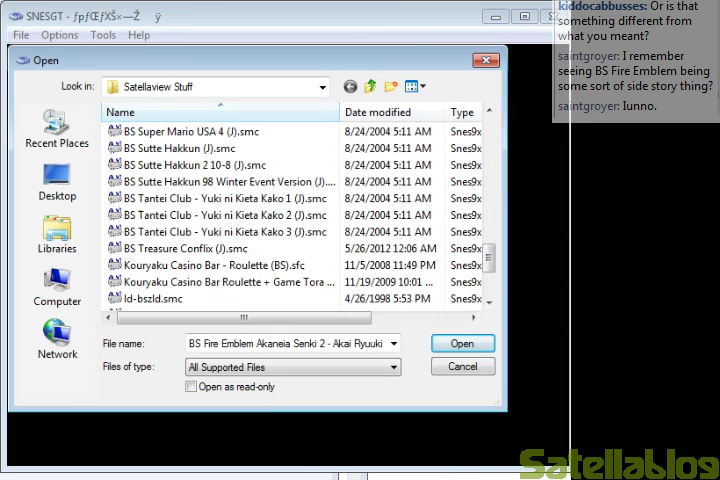 SNESGT - ƒpƒŒƒXŠ×—Ž ÿ
File Options Tools Help
kiddocabbusses: Or is that
something different from
what you meant?
saintgroyer: I remember
seeing BS Fire Emblem being
some sort of side story thing?
saintgroyer: Iunno.
Open
Look in: Satellaview Stuff
Name Date modified Type
BS Super Mario USA 4 (J).smc 8/24/2004 5:11 AM Snes9x
BS Sutte Hakkun (J).smc 8/24/2004 5:11 AM Snes9x
BS Sutte Hakkun 2 10-8 (J).smc 8/24/2004 5:11 AM Snes9x
BS Sutte Hakkun 98 Winter Event Version (J).... 8/24/2004 5:11 AM Snes9x
BS Tantei Club - Yuki ni Kieta Kako 1 (J).smc 8/24/2004 5:11 AM Snes9x
BS Tantei Club - Yuki ni Kieta Kako 2 (J).smc 8/24/2004 5:11 AM Snes9x
BS Tantei Club - Yuki ni Kieta Kako 3 (J).smc 8/24/2004 5:11 AM Snes9x
BS Treasure Conflix (J).smc 5/26/2012 12:06 AM Snes9x
Kouryaku Casino Bar - Roulette (BS).sfc 11/5/2008 11:49 PM Snes9x
Kouryaku Casino Bar Roulette + Game Tora ... 11/19/2009 10:01 ... Snes9x
ld-bszld.smc 4/26/1998 5:53 PM Snes9x
Recent Places
Desktop
Libraries
Computer
Network
File name: BS Fire Emblem Akaneia Senki 2 - Akai Ryuuki Open
Files of type: All Supported Files Cancel
Open as read-only
Satellablog